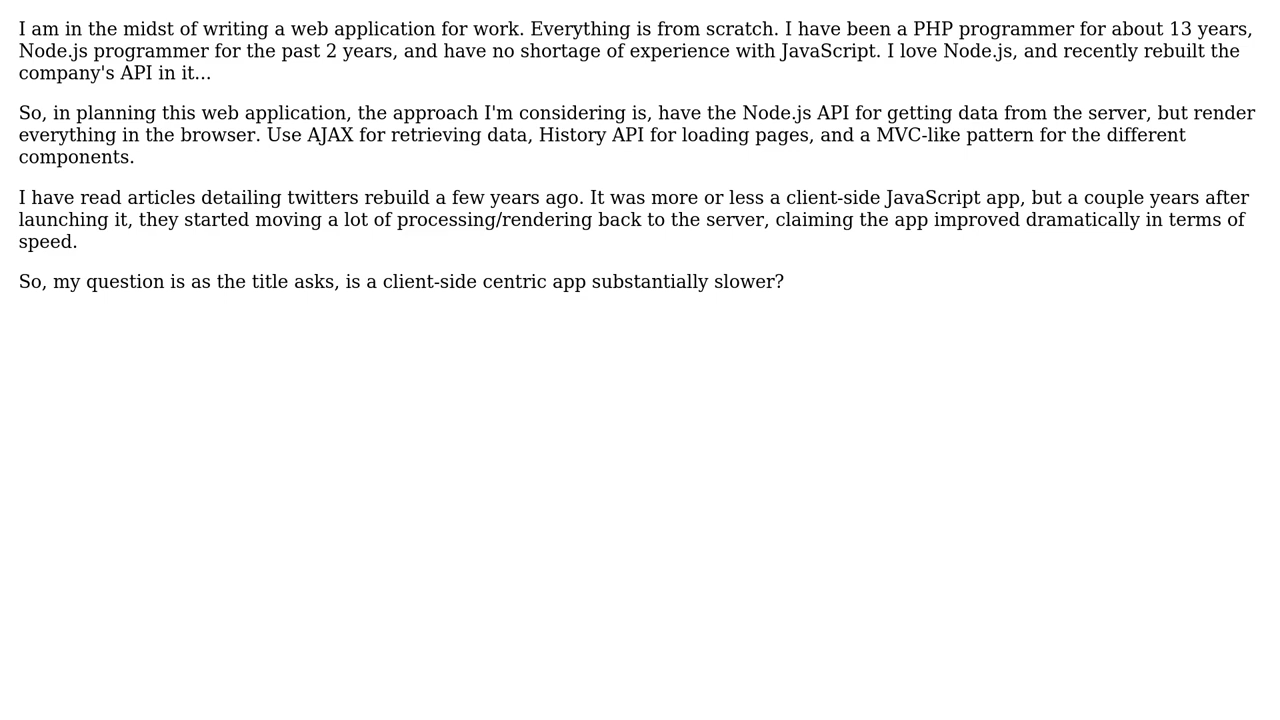 I am in the midst of writing a web application for work. Everything is from scratch. I have been a PHP programmer for about 13 years,
Node.js programmer for the past 2 years, and have no shortage of experience with JavaScript. I love Node.js, and recently rebuilt the
company's API in it...
So, in planning this web application, the approach I'm considering is, have the Node.js API for getting data from the server, but render
everything in the browser. Use AJAX for retrieving data, History API for loading pages, and a MVC-like pattern for the different
components.
I have read articles detailing twitters rebuild a few years ago. It was more or less a client-side JavaScript app, but a couple years after
launching it, they started moving a lot of processing/rendering back to the server, claiming the app improved dramatically in terms of
speed.
So, my question is as the title asks, is a client-side centric app substantially slower?